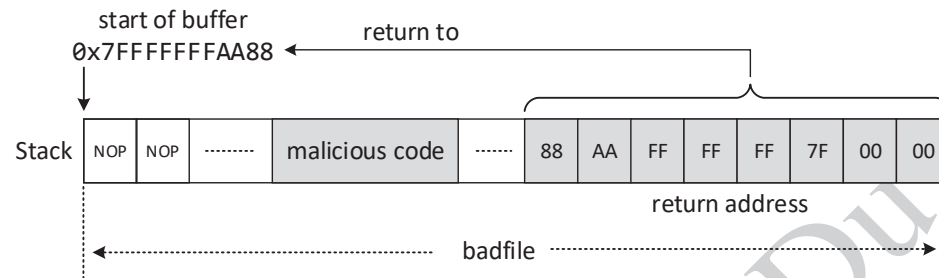 start of buffer
0x7FFFFFFFAA88
return to
Stack NOP NOP ········ malicious code ······ 88 AA FF FF FF 7F 00 00
return address
badfile
Du